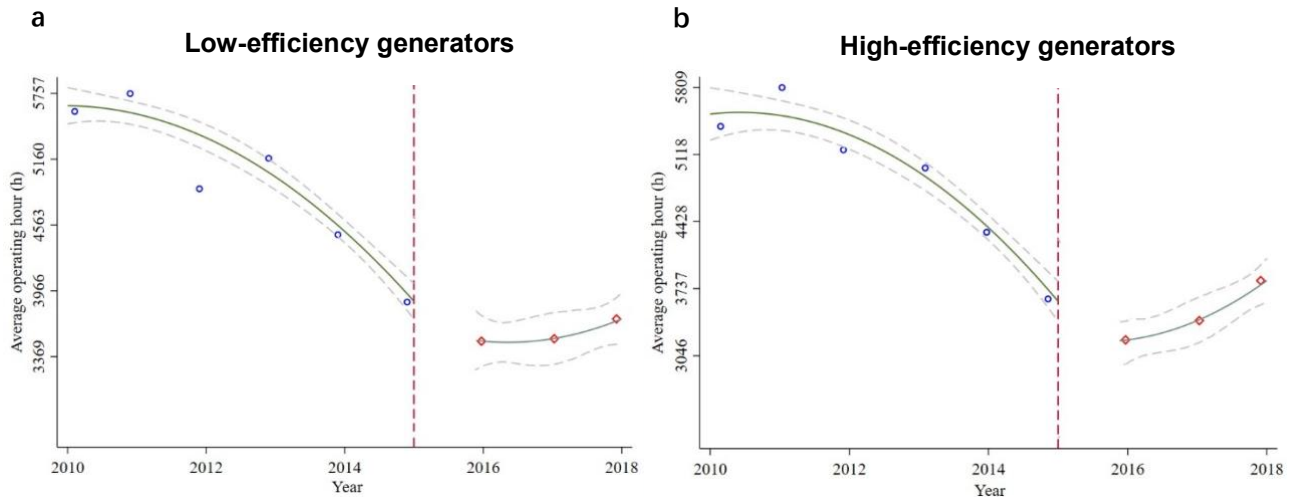 a
Low-efficiency generators
Average operating hour (h)
5757
5160
4563
3966
3369
2010 2012 2014 2016 2018
Year
b
High-efficiency generators
Average operating hour (h)
5809
5118
4428
3737
3046
2010 2012 2014 2016 2018
Year